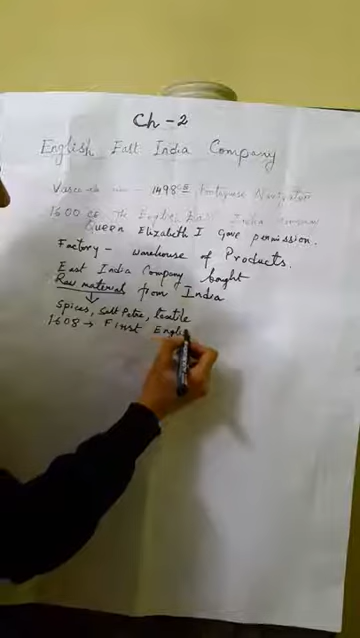 Ch - 2
English East India Company
Vasco da 1498 CE Portuguese Navigator
1600 CE The English East India Company
Queen Elizabeth I gave permission.
Factory - warehouse of Products.
East India Company bought
Raw materials from India
Spices, Salt Petre, textile
1608 → First Engli